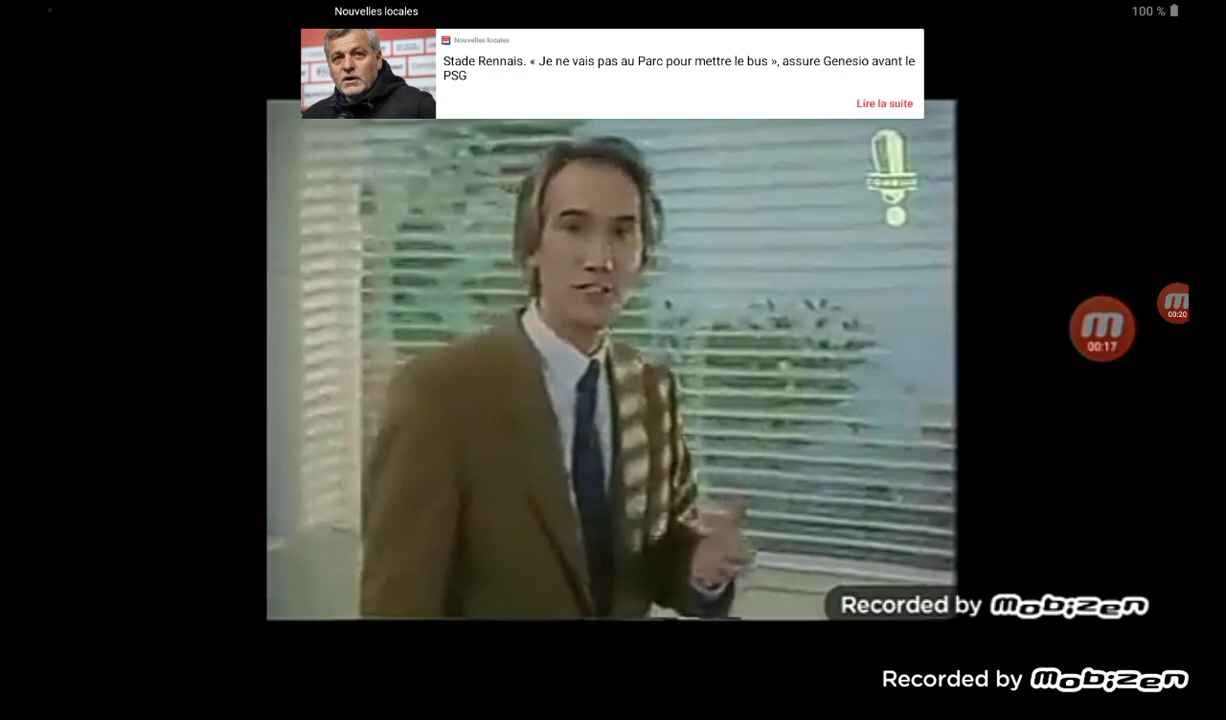 Nouvelles locales
100 %
Nouvelles locales
Stade Rennais. « Je ne vais pas au Parc pour mettre le bus », assure Genesio avant le
PSG
Lire la suite
00:20
00:17
Recorded by Mobizen
Recorded by Mobizen